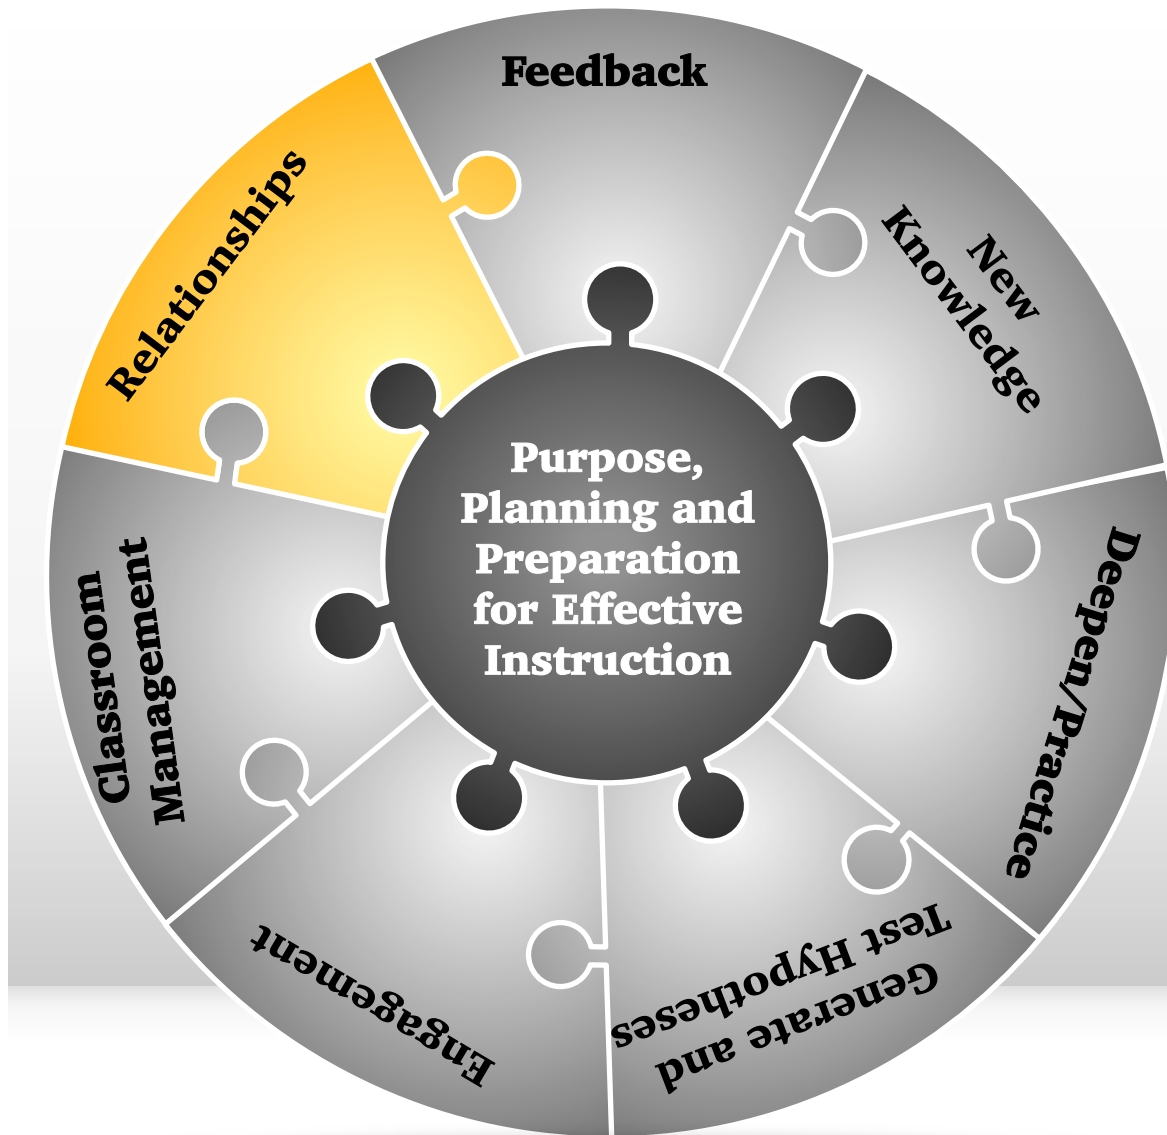 Feedback
New
Knowledge
Deepen/Practice
Generate and
Test Hypotheses
Engagement
Classroom
Management
Relationships
Purpose,
Planning and
Preparation
for Effective
Instruction